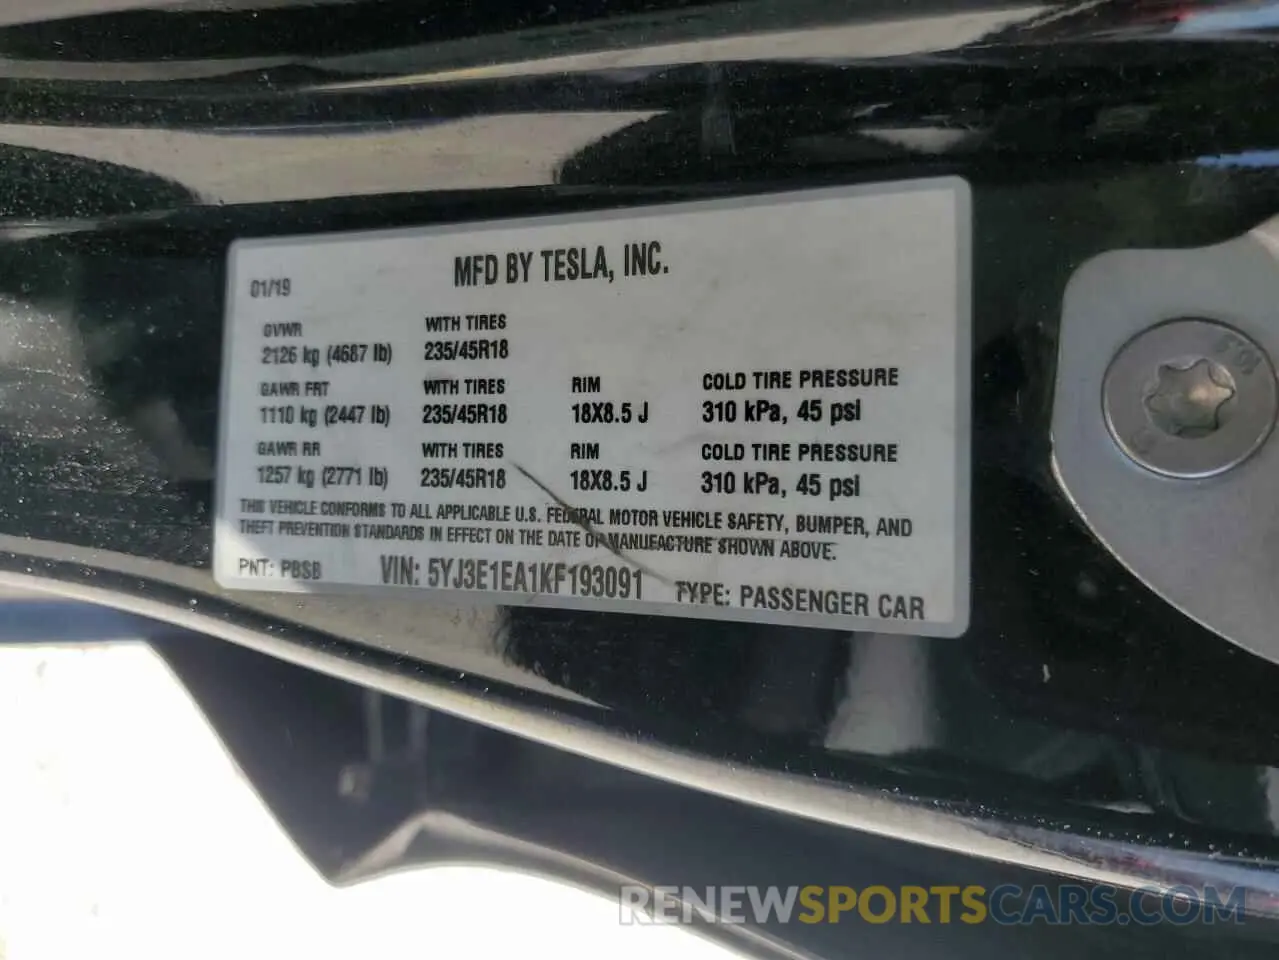 MFD BY TESLA, INC.
01/19
GVWR WITH TIRES
2126 kg (4687 lb) 235/45R18
GAWR FRT WITH TIRES RIM COLD TIRE PRESSURE
1110 kg (2447 lb) 235/45R18 18X8.5 J 310 kPa, 45 psi
GAWR RR WITH TIRES RIM COLD TIRE PRESSURE
1257 kg (2771 lb) 235/45R18 18X8.5 J 310 kPa, 45 psi
THIS VEHICLE CONFORMS TO ALL APPLICABLE U.S. FEDERAL MOTOR VEHICLE SAFETY, BUMPER, AND
THEFT PREVENTION STANDARDS IN EFFECT ON THE DATE OF MANUFACTURE SHOWN ABOVE.
PNT: PBSB VIN: 5YJ3E1EA1KF193091 TYPE: PASSENGER CAR
RENEWSPORTSCARS.COM